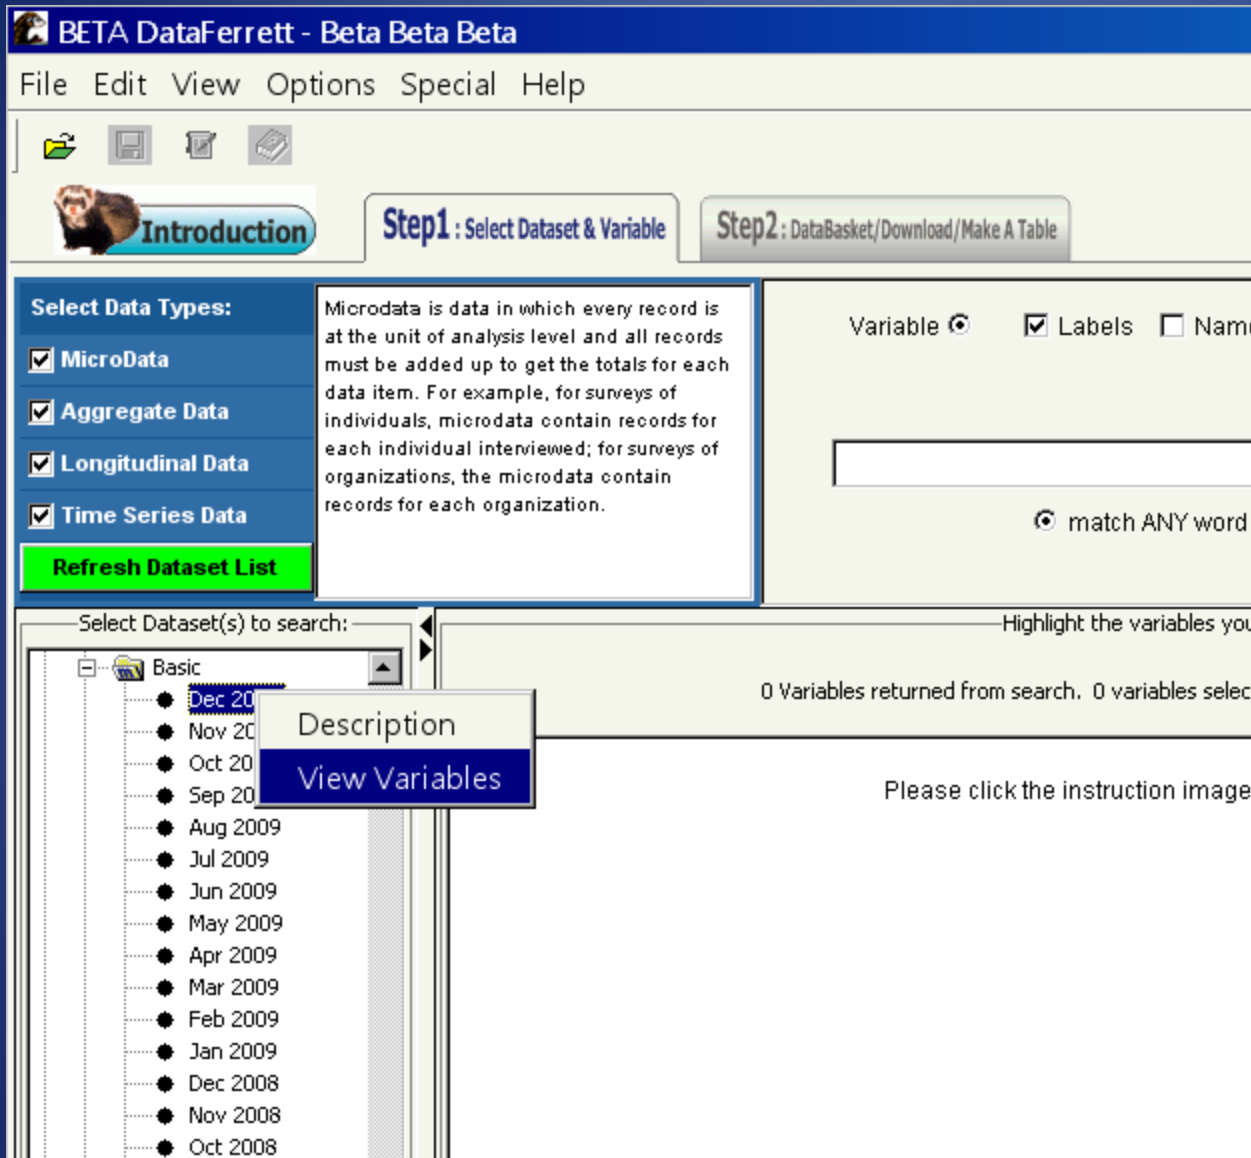 BETA DataFerrett - Beta Beta Beta
File Edit View Options Special Help
Introduction
Step1 : Select Dataset & Variable
Step2 : DataBasket/Download/Make A Table
Select Data Types:
MicroData
Aggregate Data
Longitudinal Data
Time Series Data
Refresh Dataset List
Microdata is data in which every record is
at the unit of analysis level and all records
must be added up to get the totals for each
data item. For example, for surveys of
individuals, microdata contain records for
each individual interviewed; for surveys of
organizations, the microdata contain
records for each organization.
Variable Labels
match ANY word
Select Dataset(s) to search:
Highlight the variables
0 Variables returned from search. 0 variables
Please click the instruction image
Basic
Dec
Nov
Oct
Sep
Description
View Variables
Aug 2009
Jul 2009
Jun 2009
May 2009
Apr 2009
Mar 2009
Feb 2009
Jan 2009
Dec 2008
Nov 2008
Oct 2008